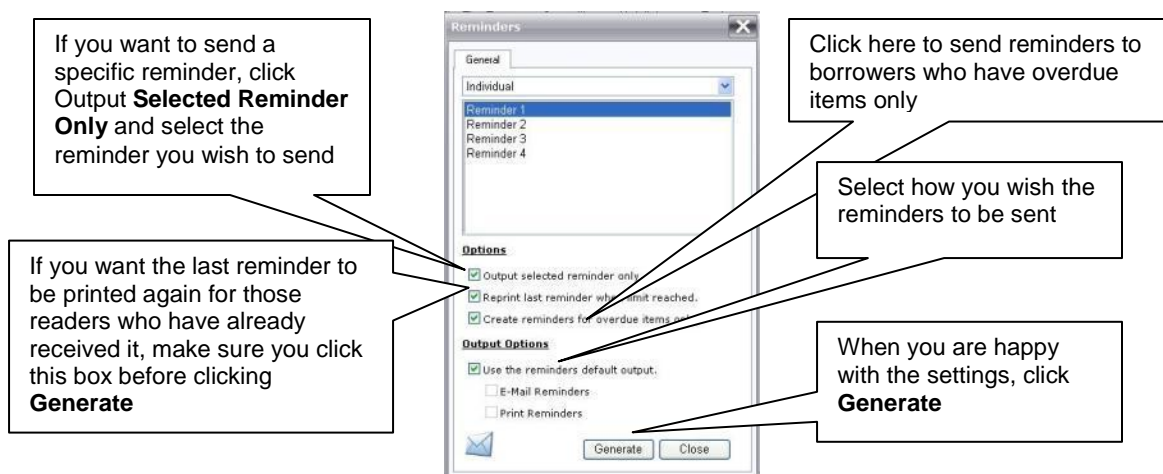 If you want to send a
specific reminder, click
Output Selected Reminder
Only and select the
reminder you wish to send
If you want the last reminder to
be printed again for those
readers who have already
received it, make sure you click
this box before clicking
Generate
Reminders
General
Individual
Reminder 1
Reminder 2
Reminder 3
Reminder 4
Options
Output selected reminder only
Reprint last reminder when limit reached.
Create reminders for overdue items
Output Options
Use the reminders default output.
E-Mail Reminders
Print Reminders
Generate Close
Click here to send reminders to
borrowers who have overdue
items only
Select how you wish the
reminders to be sent
When you are happy
with the settings, click
Generate